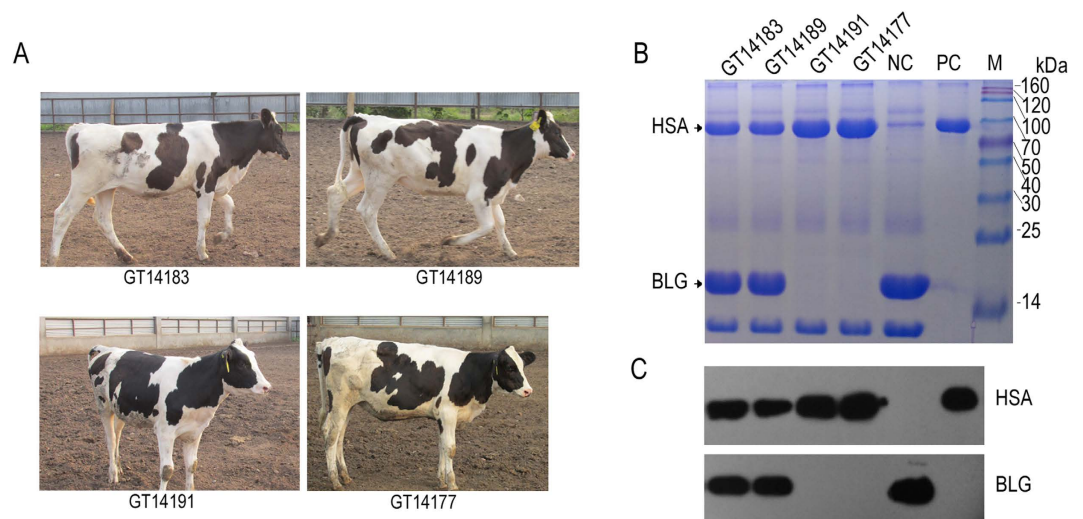 A
GT14183
GT14189
GT14191
GT14177
B
GT14183 GT14189 GT14191 GT14177 NC PC M kDa
HSA
BLG
-160
120
100
70
50
40
30
-25
-14
C
HSA
BLG